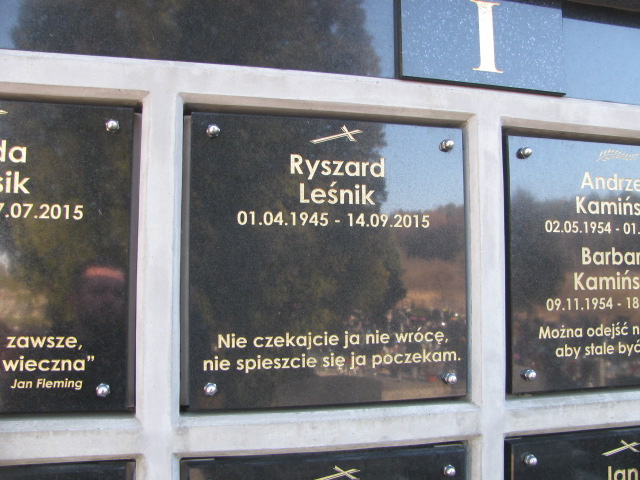 I
da
sik
7.07.2015
zawsze,
wieczna”
Jan Fleming
Ryszard
Leśnik
01.04.1945 - 14.09.2015
Nie czekajcie ja nie wrócę,
nie spieszcie się ja poczekam.
Andrze
Kamińs
02.05.1954 - 01.
Barbar
Kamińs
09.11.1954 - 18
Można odejść n
aby stale być
Jan